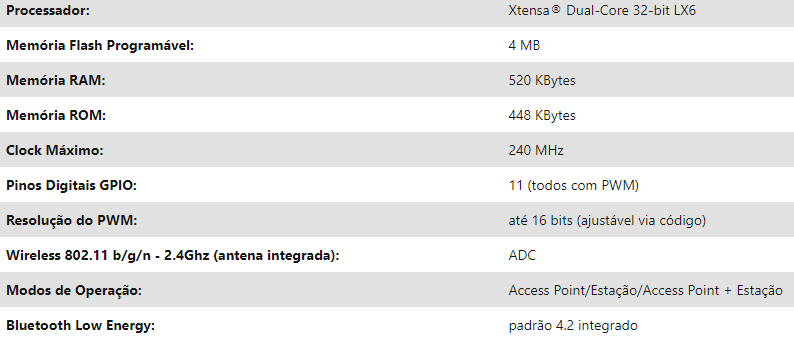 Processador: Xtensa® Dual-Core 32-bit LX6
Memória Flash Programável: 4 MB
Memória RAM: 520 KBytes
Memória ROM: 448 KBytes
Clock Máximo: 240 MHz
Pinos Digitais GPIO: 11 (todos com PWM)
Resolução do PWM: até 16 bits (ajustável via código)
Wireless 802.11 b/g/n - 2.4Ghz (antena integrada): ADC
Modos de Operação: Access Point/Estação/Access Point + Estação
Bluetooth Low Energy: padrão 4.2 integrado